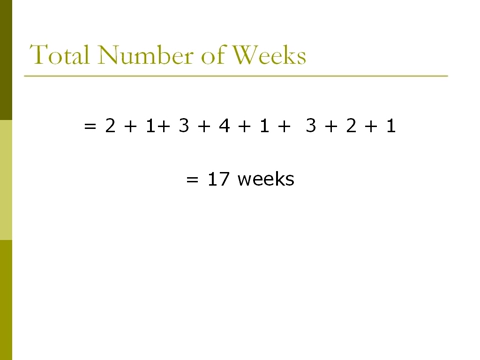 Total Number of Weeks
= 2 + 1+ 3 + 4 + 1 +  3 + 2 + 1
= 17 weeks